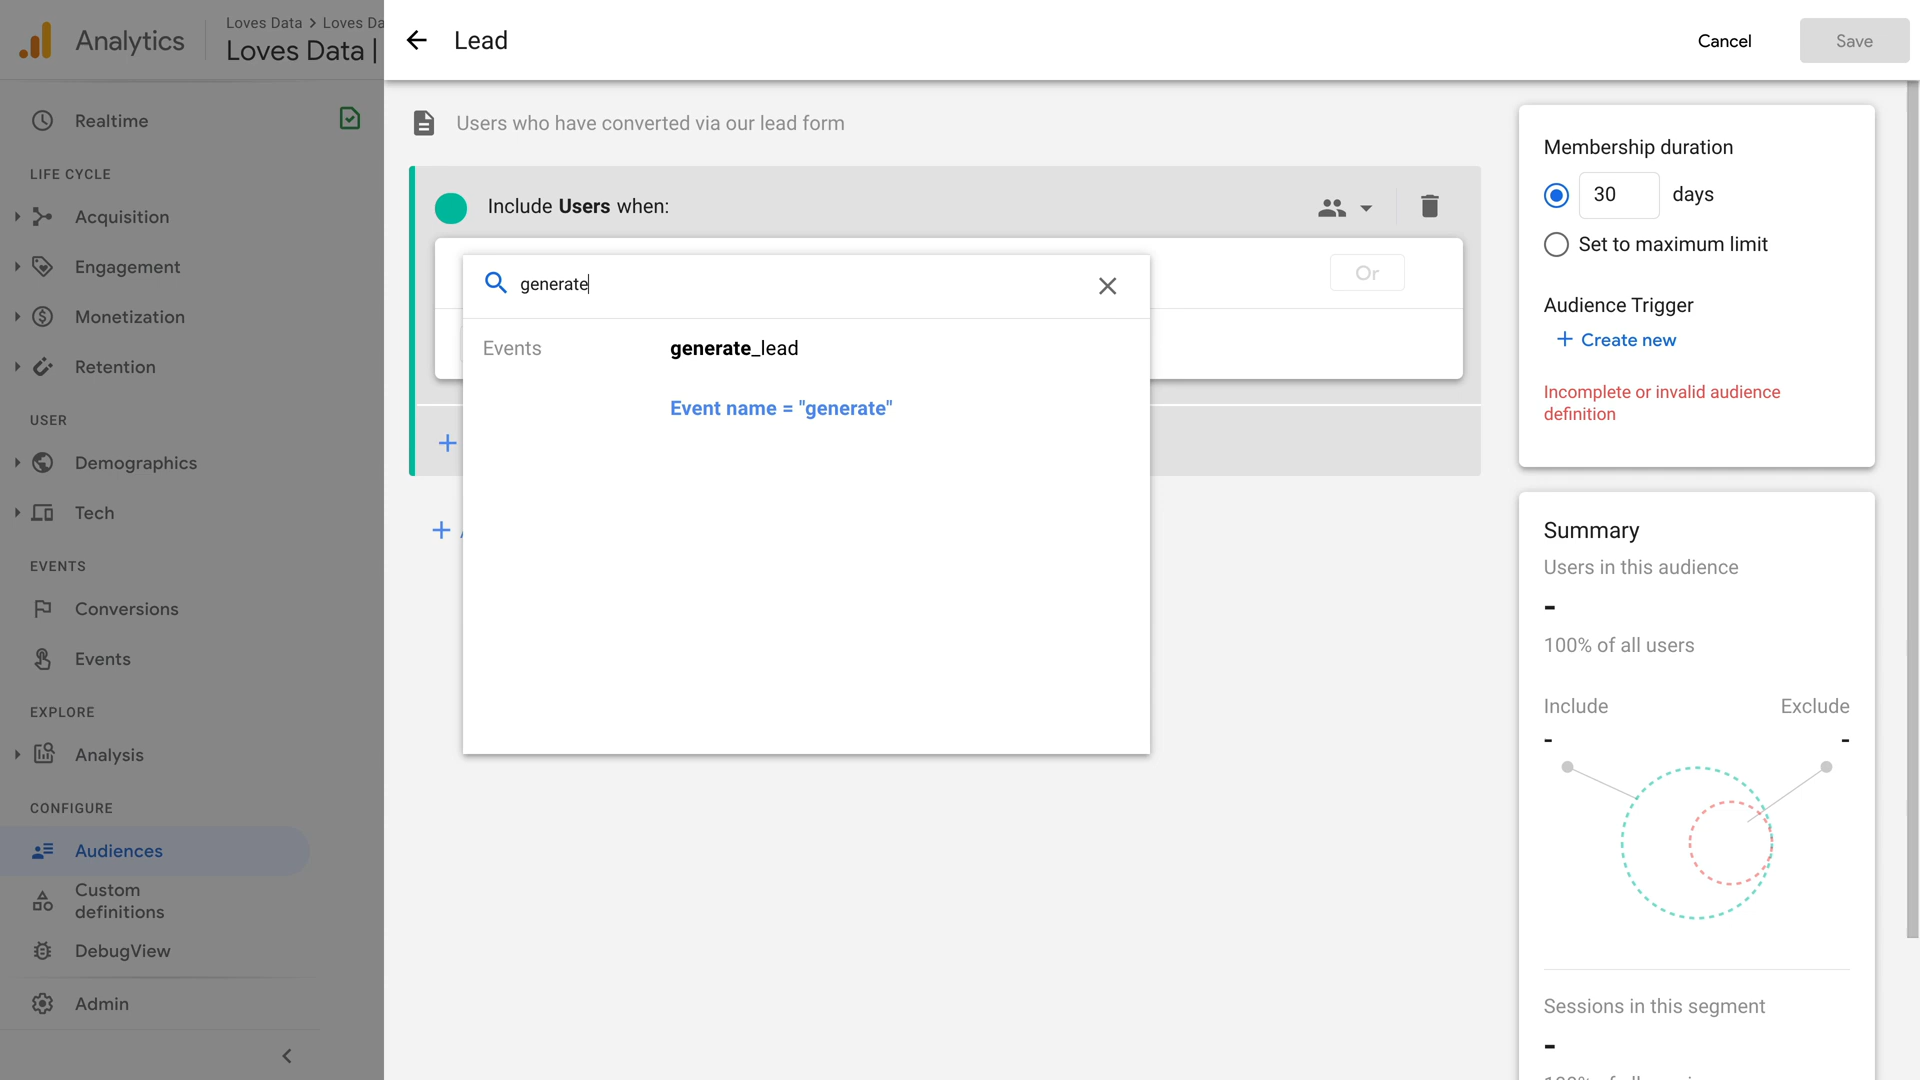 Analytics
Loves Data > Loves Da
Loves Data |
Lead
Cancel
Save
Realtime
LIFE CYCLE
Acquisition
Engagement
Monetization
Retention
USER
Demographics
Tech
EVENTS
Conversions
Events
EXPLORE
Analysis
CONFIGURE
Audiences
Custom
definitions
DebugView
Admin
Users who have converted via our lead form
Include Users when:
generate
Or
Events
generate_lead
Event name = "generate"
Membership duration
30 days
Set to maximum limit
Audience Trigger
+ Create new
Incomplete or invalid audience
definition
Summary
Users in this audience
-
100% of all users
Include Exclude
- -
Sessions in this segment
-